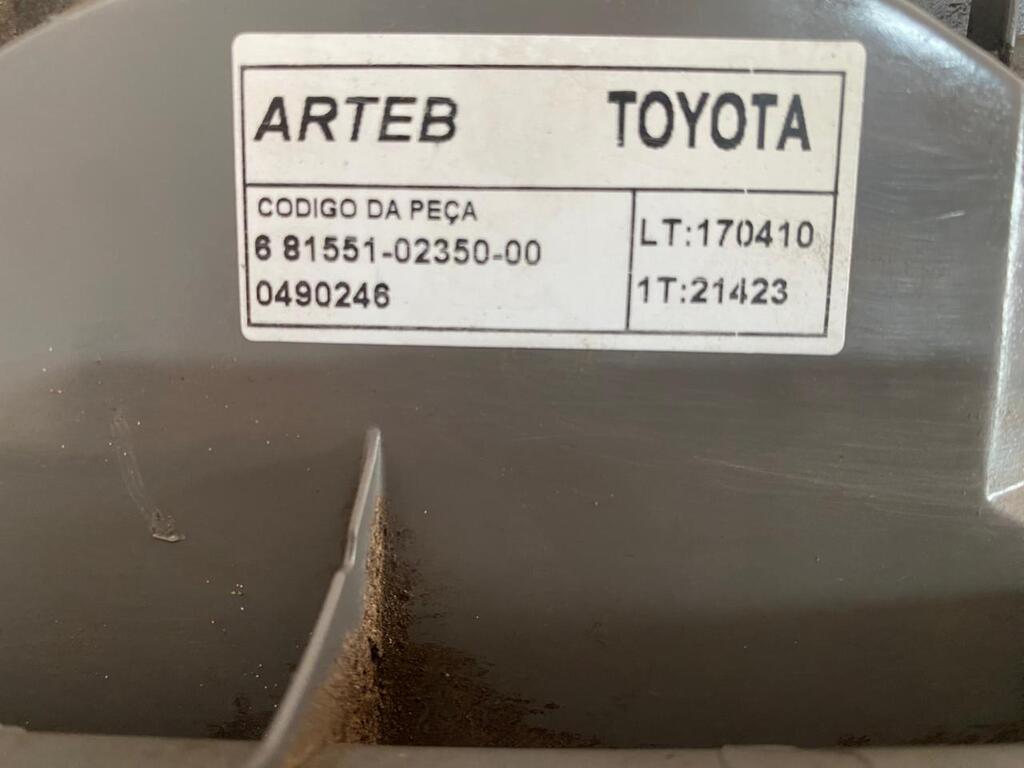 ARTEB TOYOTA
CODIGO DA PEÇA
6 81551-02350-00
0490246
LT:170410
1T:21423